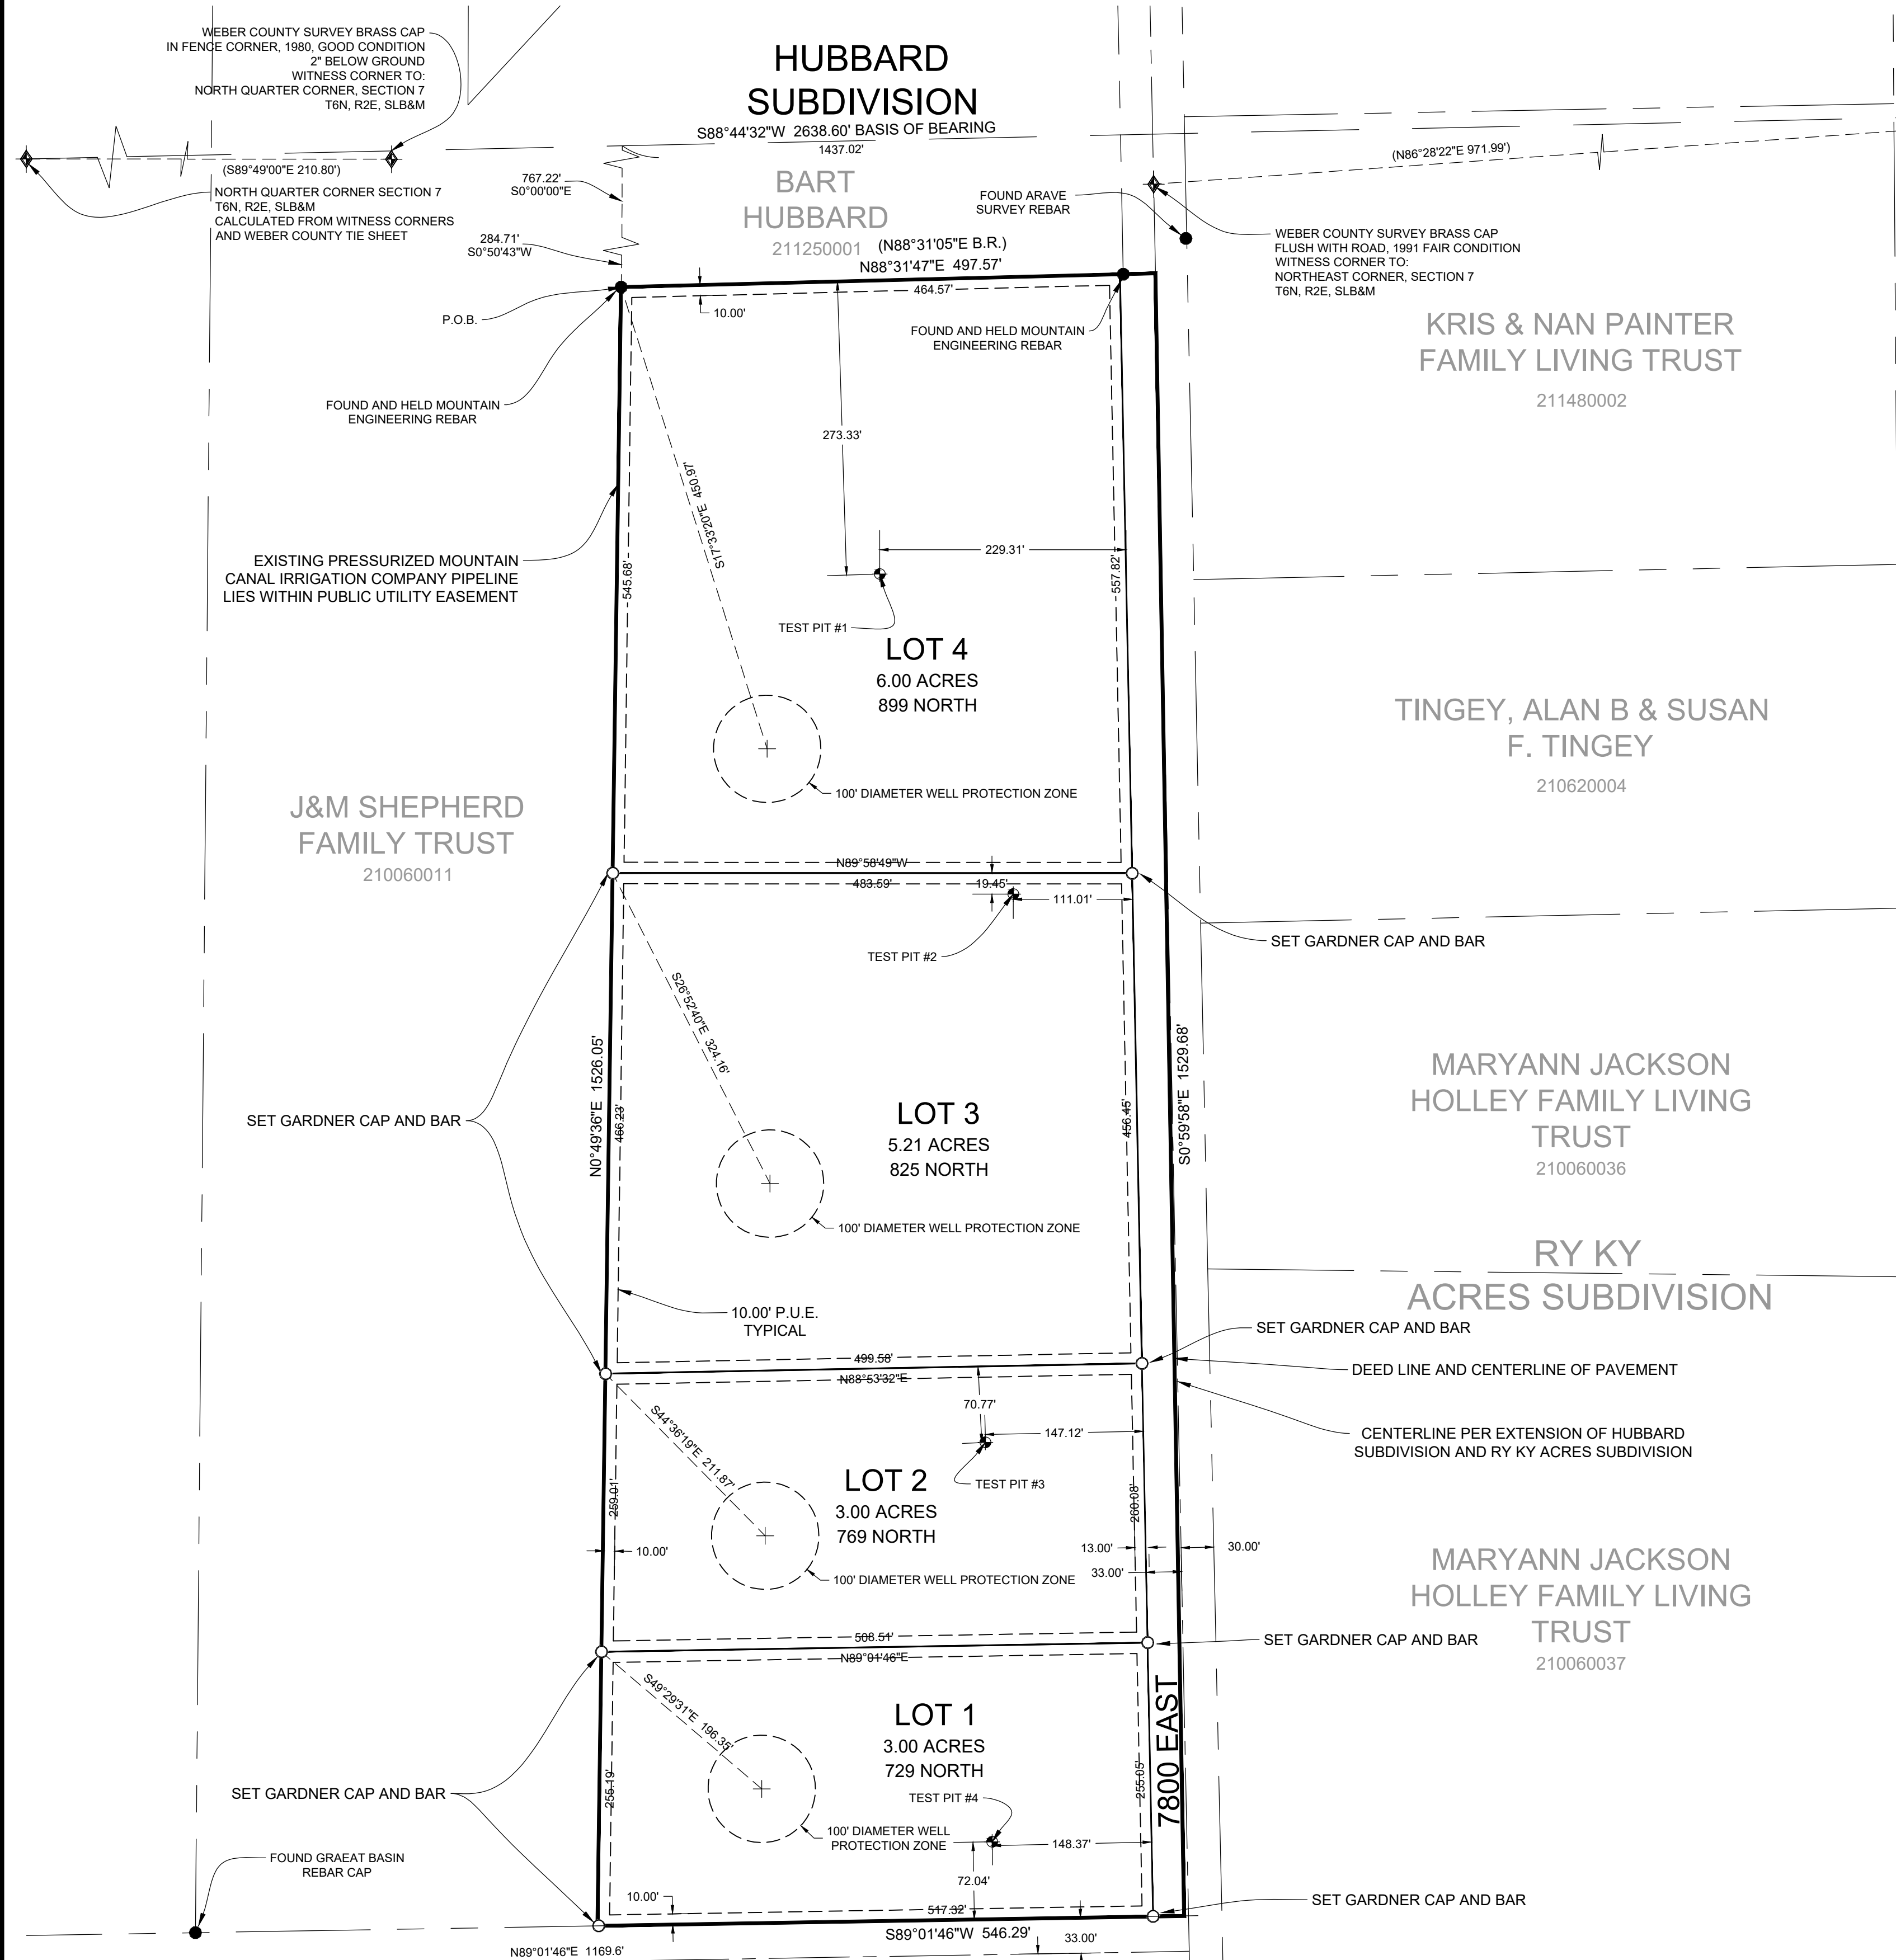 WEBER COUNTY SURVEY BRASS CAP
IN FENCE CORNER, 1980, GOOD CONDITION
2" BELOW GROUND
WITNESS CORNER TO:
NORTH QUARTER CORNER, SECTION 7
T6N, R2E, SLB&M
HUBBARD
SUBDIVISION
S88°44'32"W 2638.60' BASIS OF BEARING
1437.02'
(S89°49'00"E 210.80')
(N86°28'22"E 971.99')
NORTH QUARTER CORNER SECTION 7
T6N, R2E, SLB&M
CALCULATED FROM WITNESS CORNERS
AND WEBER COUNTY TIE SHEET
767.22'
S0°00'00"E
284.71'
S0°50'43"W
BART
HUBBARD
211250001
(N88°31'05"E B.R.)
N88°31'47"E 497.57'
FOUND ARAVE
SURVEY REBAR
WEBER COUNTY SURVEY BRASS CAP
FLUSH WITH ROAD, 1991 FAIR CONDITION
WITNESS CORNER TO:
NORTHEAST CORNER, SECTION 7
T6N, R2E, SLB&M
464.57'
10.00'
P.O.B.
FOUND AND HELD MOUNTAIN
ENGINEERING REBAR
KRIS & NAN PAINTER
FAMILY LIVING TRUST
211480002
FOUND AND HELD MOUNTAIN
ENGINEERING REBAR
273.33'
S17°33'20"E 450.97'
EXISTING PRESSURIZED MOUNTAIN
CANAL IRRIGATION COMPANY PIPELINE
LIES WITHIN PUBLIC UTILITY EASEMENT
545.68'
229.31'
557.82'
TEST PIT #1
LOT 4
6.00 ACRES
899 NORTH
TINGEY, ALAN B & SUSAN
F. TINGEY
210620004
100' DIAMETER WELL PROTECTION ZONE
J&M SHEPHERD
FAMILY TRUST
210060011
N89°58'49"W
483.59'
19.45'
111.01'
TEST PIT #2
SET GARDNER CAP AND BAR
S26°52'40"E 324.16'
N0°49'36"E 1526.05'
466.23'
456.45'
S0°59'58"E 1529.68'
SET GARDNER CAP AND BAR
LOT 3
5.21 ACRES
825 NORTH
MARYANN JACKSON
HOLLEY FAMILY LIVING
TRUST
210060036
100' DIAMETER WELL PROTECTION ZONE
RY KY
ACRES SUBDIVISION
10.00' P.U.E.
TYPICAL
SET GARDNER CAP AND BAR
499.58'
N88°53'32"E
DEED LINE AND CENTERLINE OF PAVEMENT
70.77'
147.12'
CENTERLINE PER EXTENSION OF HUBBARD
SUBDIVISION AND RY KY ACRES SUBDIVISION
S44°36'19"E 211.87'
TEST PIT #3
LOT 2
3.00 ACRES
769 NORTH
259.01'
260.08'
10.00'
13.00'
30.00'
33.00'
100' DIAMETER WELL PROTECTION ZONE
MARYANN JACKSON
HOLLEY FAMILY LIVING
TRUST
210060037
508.51'
N89°01'46"E
SET GARDNER CAP AND BAR
S49°29'31"E 196.35'
LOT 1
3.00 ACRES
729 NORTH
255.19'
255.05'
7800 EAST
SET GARDNER CAP AND BAR
TEST PIT #4
100' DIAMETER WELL
PROTECTION ZONE
148.37'
72.04'
FOUND GRAEAT BASIN
REBAR CAP
10.00'
517.32'
SET GARDNER CAP AND BAR
S89°01'46"W 546.29'
33.00'
N89°01'46"E 1169.6'